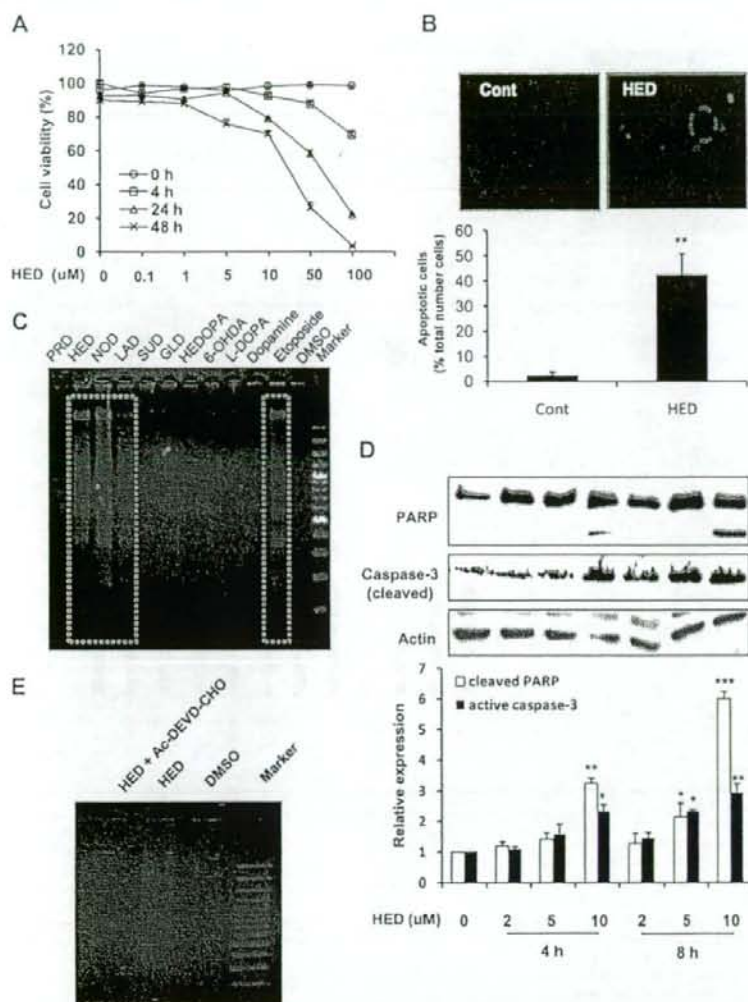 A
120
100
80
60
40
20
0
Cell viability (%)
0 h
4 h
24 h
48 h
HED (uM) 0 0.1 1 5 10 50 100
B
Cont
HED
**
60
50
40
30
20
10
0
Apoptotic cells
(% total number cells)
Cont HED
C
PRD
HED
NOD
LAD
SUD
GLD
HEDOPA
6-OHDA
L-DOPA
Dopamine
Etoposide
DMSO
Marker
D
PARP
Caspase-3
(cleaved)
Actin
7
6
5
4
3
2
1
0
Relative expression
cleaved PARP
active caspase-3
**
*
*
*
***
**
HED (uM) 0 2 5 10 2 5 10
4 h 8 h
E
HED + Ac-DEVD-CHO
HED
DMSO
Marker